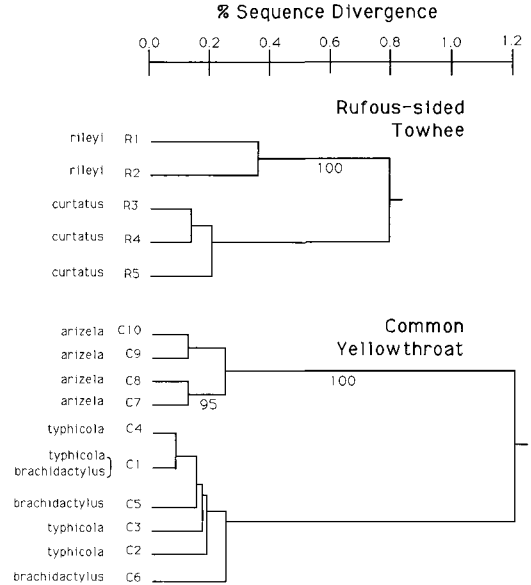 % Sequence Divergence
0.0 0.2 0.4 0.6 0.8 1.0 1.2
Rufous-sided
Towhee
rileyi R1
100
rileyi R2
curtatus R3
curtatus R4
curtatus R5
Common
Yellowthroat
arizela C10
arizela C9
100
arizela C8
arizela C7
95
typhicola C4
typhicola
brachidactylus } C1
brachidactylus C5
typhicola C3
typhicola C2
brachidactylus C6